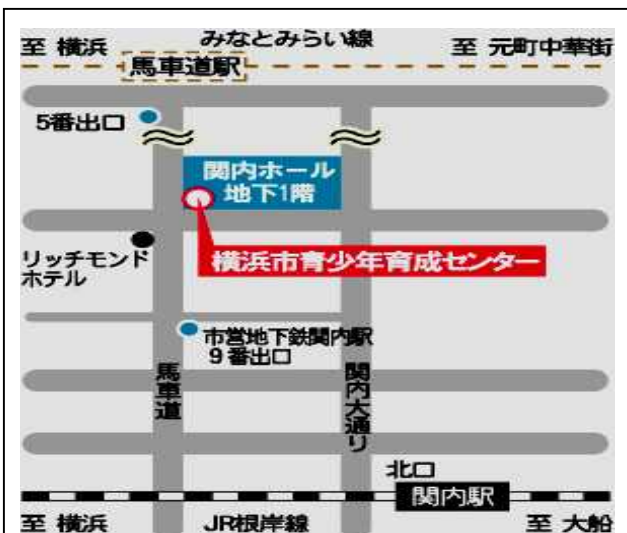 みなとみらい線
至 横浜
至 元町中華街
馬車道駅
5番出口
関内ホール
地下1階
リッチモンド
ホテル
横浜市青少年育成センター
市営地下鉄関内駅
9番出口
馬車道
関内大通り
北口
関内駅
至 横浜
JR根岸線
至 大船